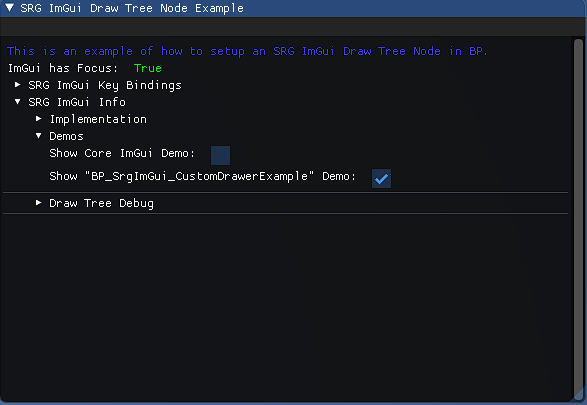 SRG ImGui Draw Tree Node Example
This is an example of how to setup an SRG ImGui Draw Tree Node in BP.
ImGui has Focus: True
SRG ImGui Key Bindings
SRG ImGui Info
Implementation
Demos
Show Core ImGui Demo:
Show "BP_SrgImGui_CustomDrawerExample" Demo:
Draw Tree Debug